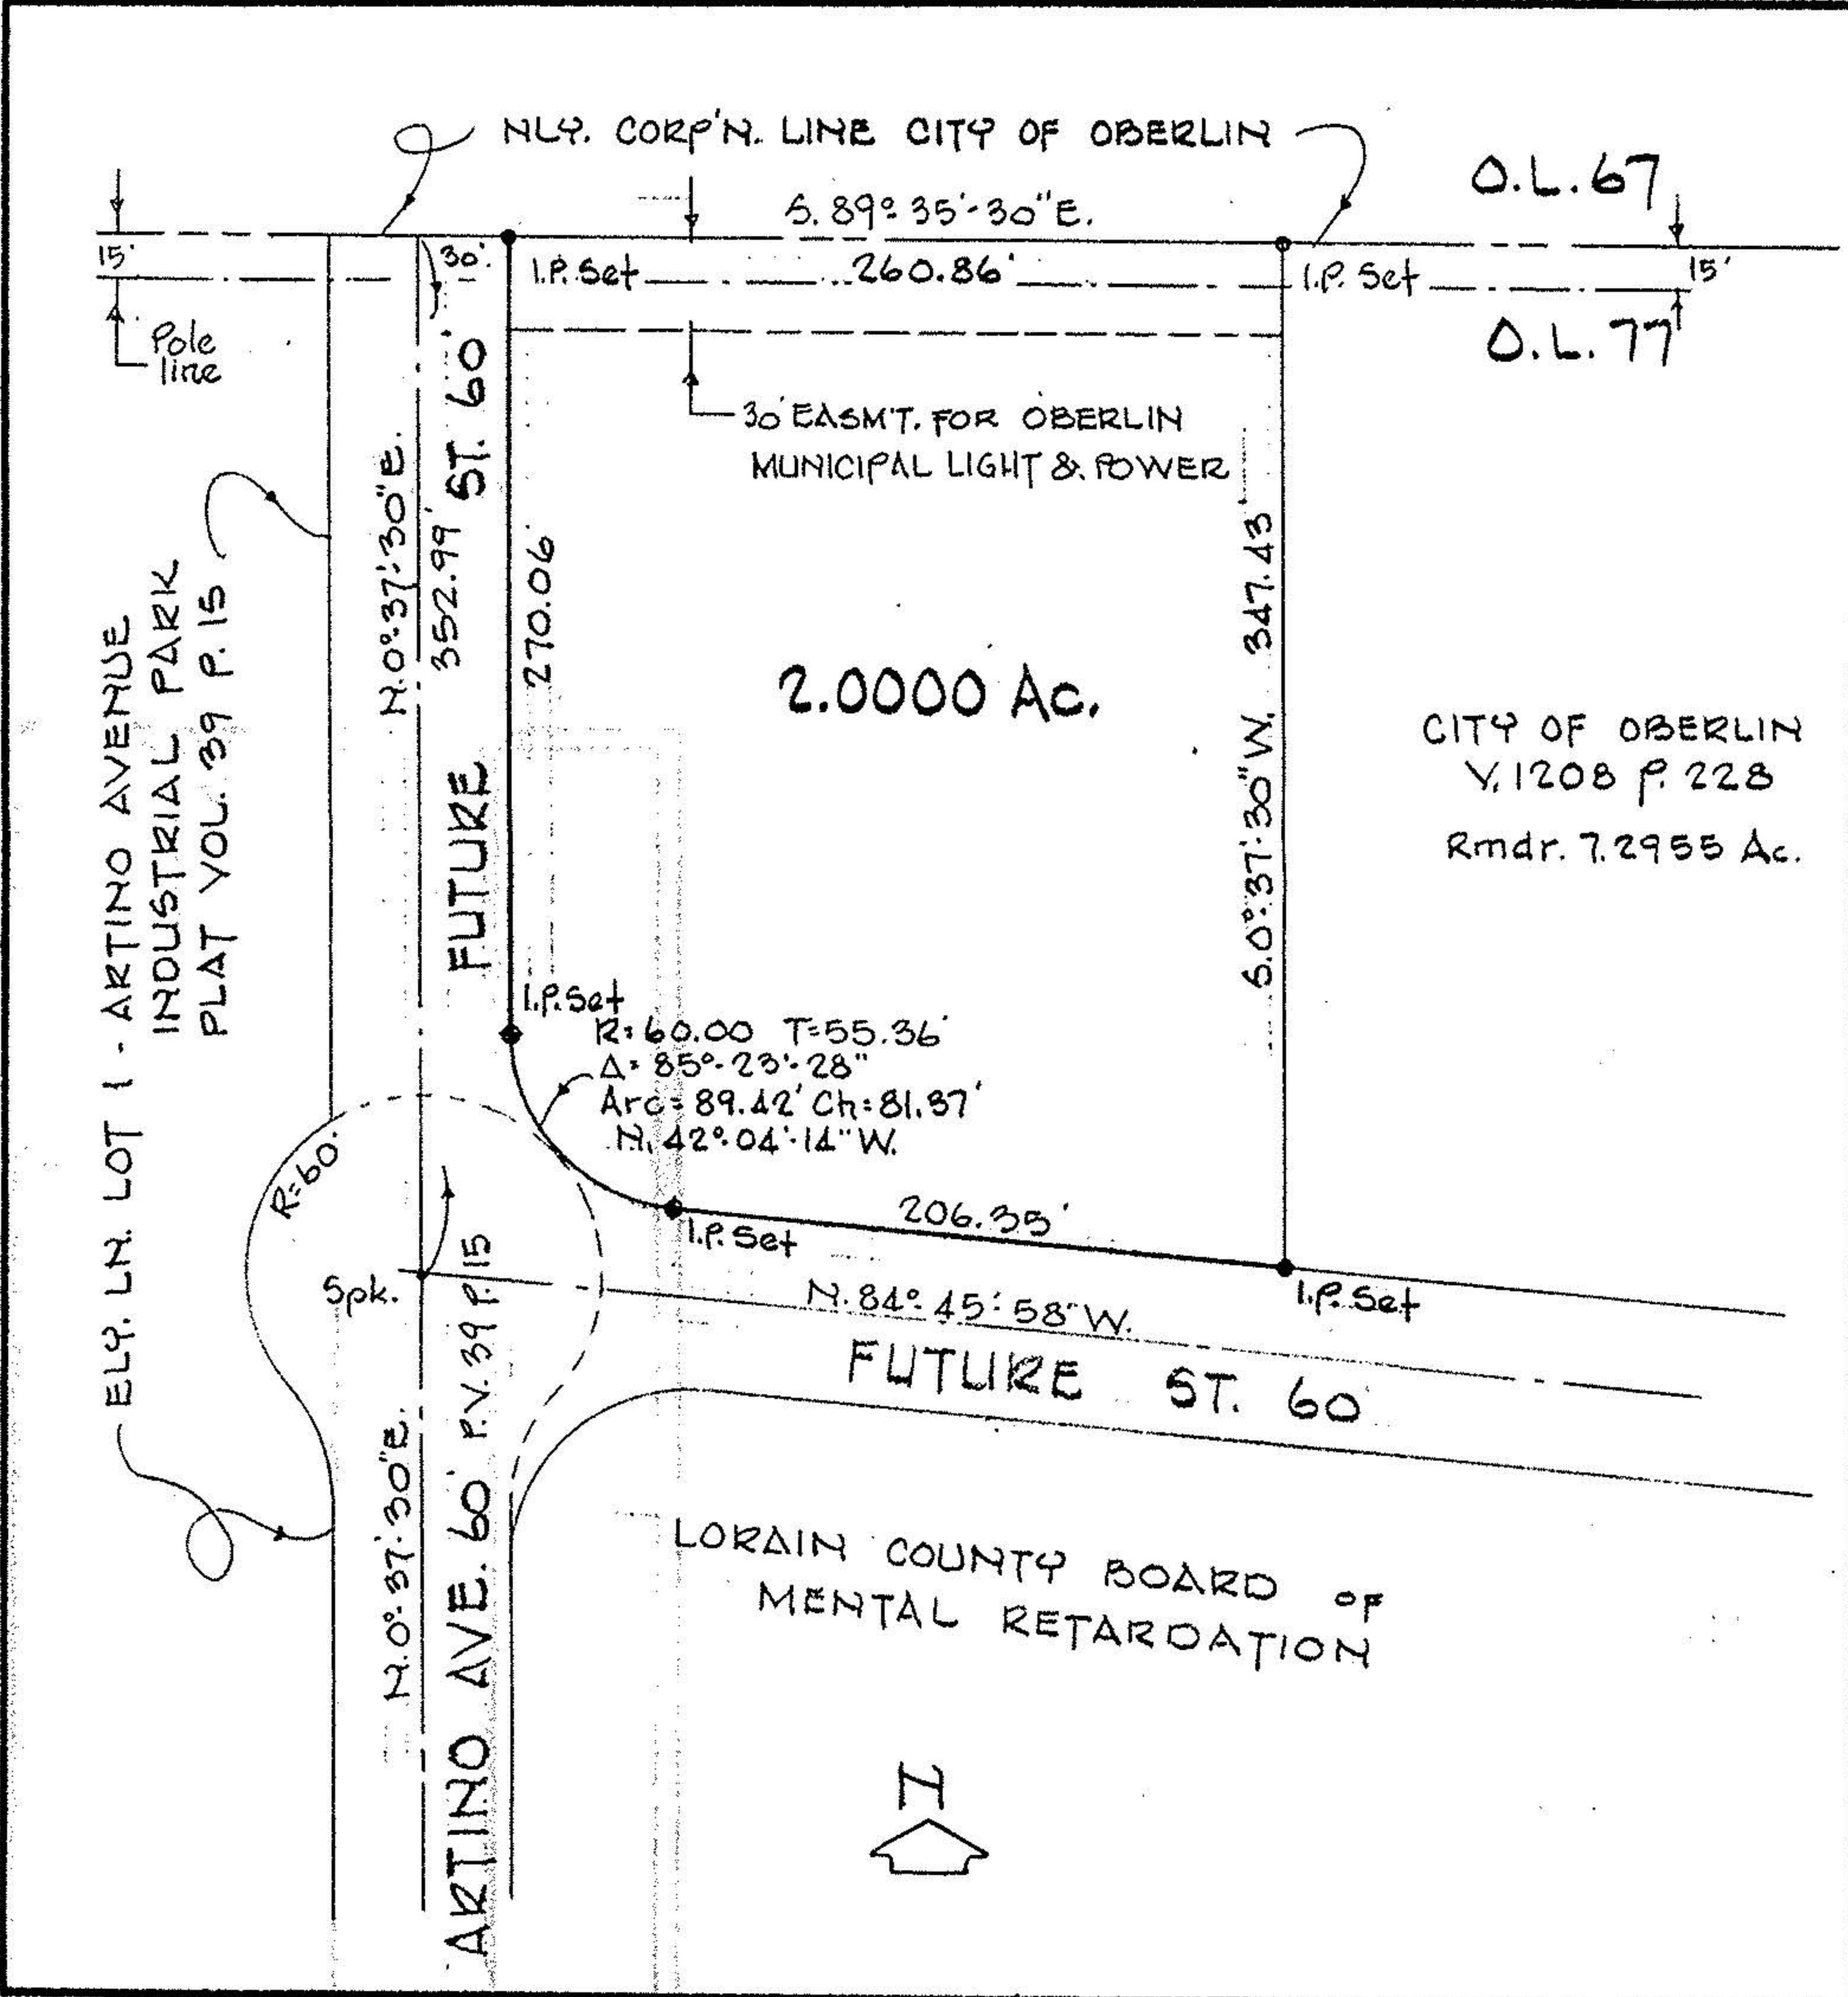 NLY. CORP'N. LINE CITY OF OBERLIN
O.L. 67
S. 89°-35'-30"E.
15'
30'
I.P. Set
260.86'
I.P. Set
15'
Pole
line
O.L. 77
30' EASM'T. FOR OBERLIN
MUNICIPAL LIGHT & POWER
N.0°-37'-30"E.
352.99'
FUTURE ST. 60'
270.06'
2.0000 Ac.
S.0°-37'-30"W. 347.43'
CITY OF OBERLIN
V.1208 P. 228
Rmdr. 7.2955 Ac.
ELY. LN. LOT 1 - ARTINO AVENUE
INDUSTRIAL PARK
PLAT VOL. 39 P. 15
I.P. Set
R=60.00 T=55.36'
Δ=85°-23'-28"
Arc=89.42' Ch=81.37'
N. 42°-04'-14"W.
R=60'
206.35'
I.P. Set
Spk.
I.P. Set
N. 84°-45'-58"W.
FUTURE ST. 60'
N.0°-37'-30"E.
ARTINO AVE. 60' P.V. 39 P. 15
LORAIN COUNTY BOARD OF
MENTAL RETARDATION
N